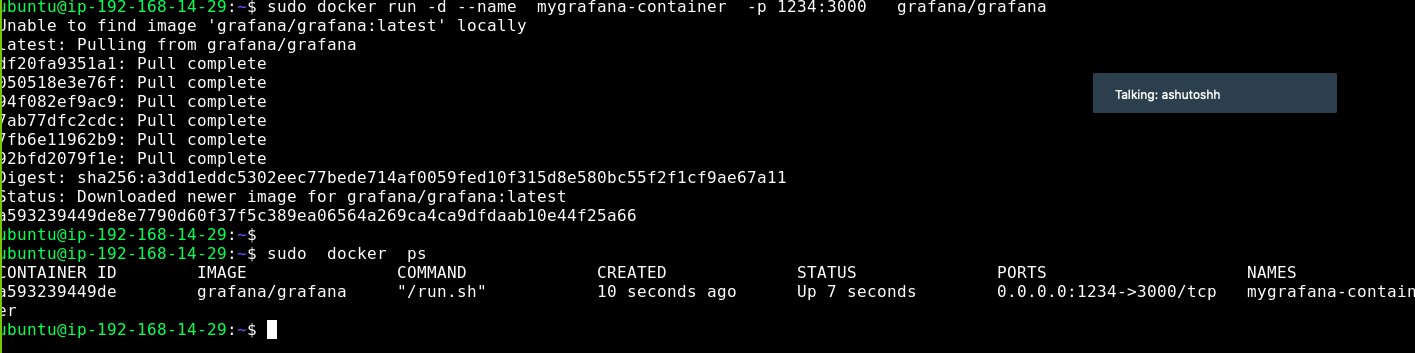 ubuntu@ip-192-168-14-29:~$ sudo docker run -d --name  mygrafana-container  -p 1234:3000   grafana/grafana
Unable to find image 'grafana/grafana:latest' locally
latest: Pulling from grafana/grafana
df20fa9351a1: Pull complete
050518e3e76f: Pull complete
94f082ef9ac9: Pull complete
7ab77dfc2cdc: Pull complete
7fb6e11962b9: Pull complete
92bfd2079f1e: Pull complete
Digest: sha256:a3dd1eddc5302eec77bede714af0059fed10f315d8e580bc55f2f1cf9ae67a11
Status: Downloaded newer image for grafana/grafana:latest
a593239449de8e7790d60f37f5c389ea06564a269ca4ca9dfdaab10e44f25a66
ubuntu@ip-192-168-14-29:~$
ubuntu@ip-192-168-14-29:~$ sudo  docker  ps
CONTAINER ID        IMAGE               COMMAND             CREATED             STATUS              PORTS                    NAMES
a593239449de        grafana/grafana     "/run.sh"           10 seconds ago      Up 7 seconds        0.0.0.0:1234->3000/tcp   mygrafana-contain
er
ubuntu@ip-192-168-14-29:~$
Talking: ashutoshh